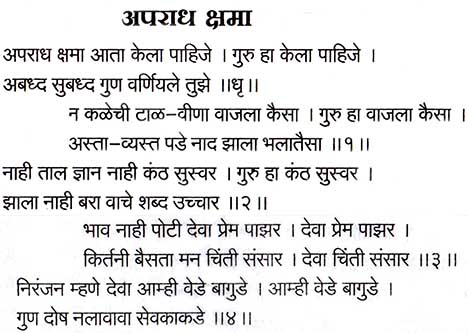 अपराध क्षमा
अपराध क्षमा आता केला पाहिजे । गुरु हा केला पाहिजे ।
अबध्द सुबध्द गुण वर्णियले तुझे ॥धृ॥
न कळेची टाळ-वीणा वाजला कैसा । गुरु हा वाजला कैसा ।
अस्ता-व्यस्त पडे नाद झाला भलातैसा ॥१॥
नाही ताल ज्ञान नाही कंठ सुस्वर । गुरु हा कंठ सुस्वर ।
झाला नाही बरा वाचे शब्द उच्चार ॥२॥
भाव नाही पोटी देवा प्रेम पाझर । देवा प्रेम पाझर ।
किर्तनी बैसता मन चिंती संसार । देवा चिंती संसार ॥३॥
निरंजन म्हणे देवा आम्ही वेडे बागुडे । आम्ही वेडे बागुडे ।
गुण दोष नलावावा सेवकाकडे ॥४॥